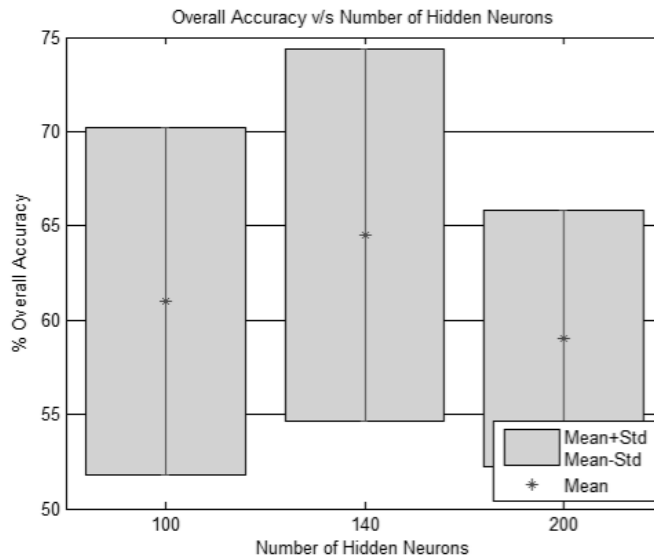 Overall Accuracy v/s Number of Hidden Neurons
75
70
65
60
55
50
% Overall Accuracy
Mean+Std
Mean-Std
Mean
100 140 200
Number of Hidden Neurons